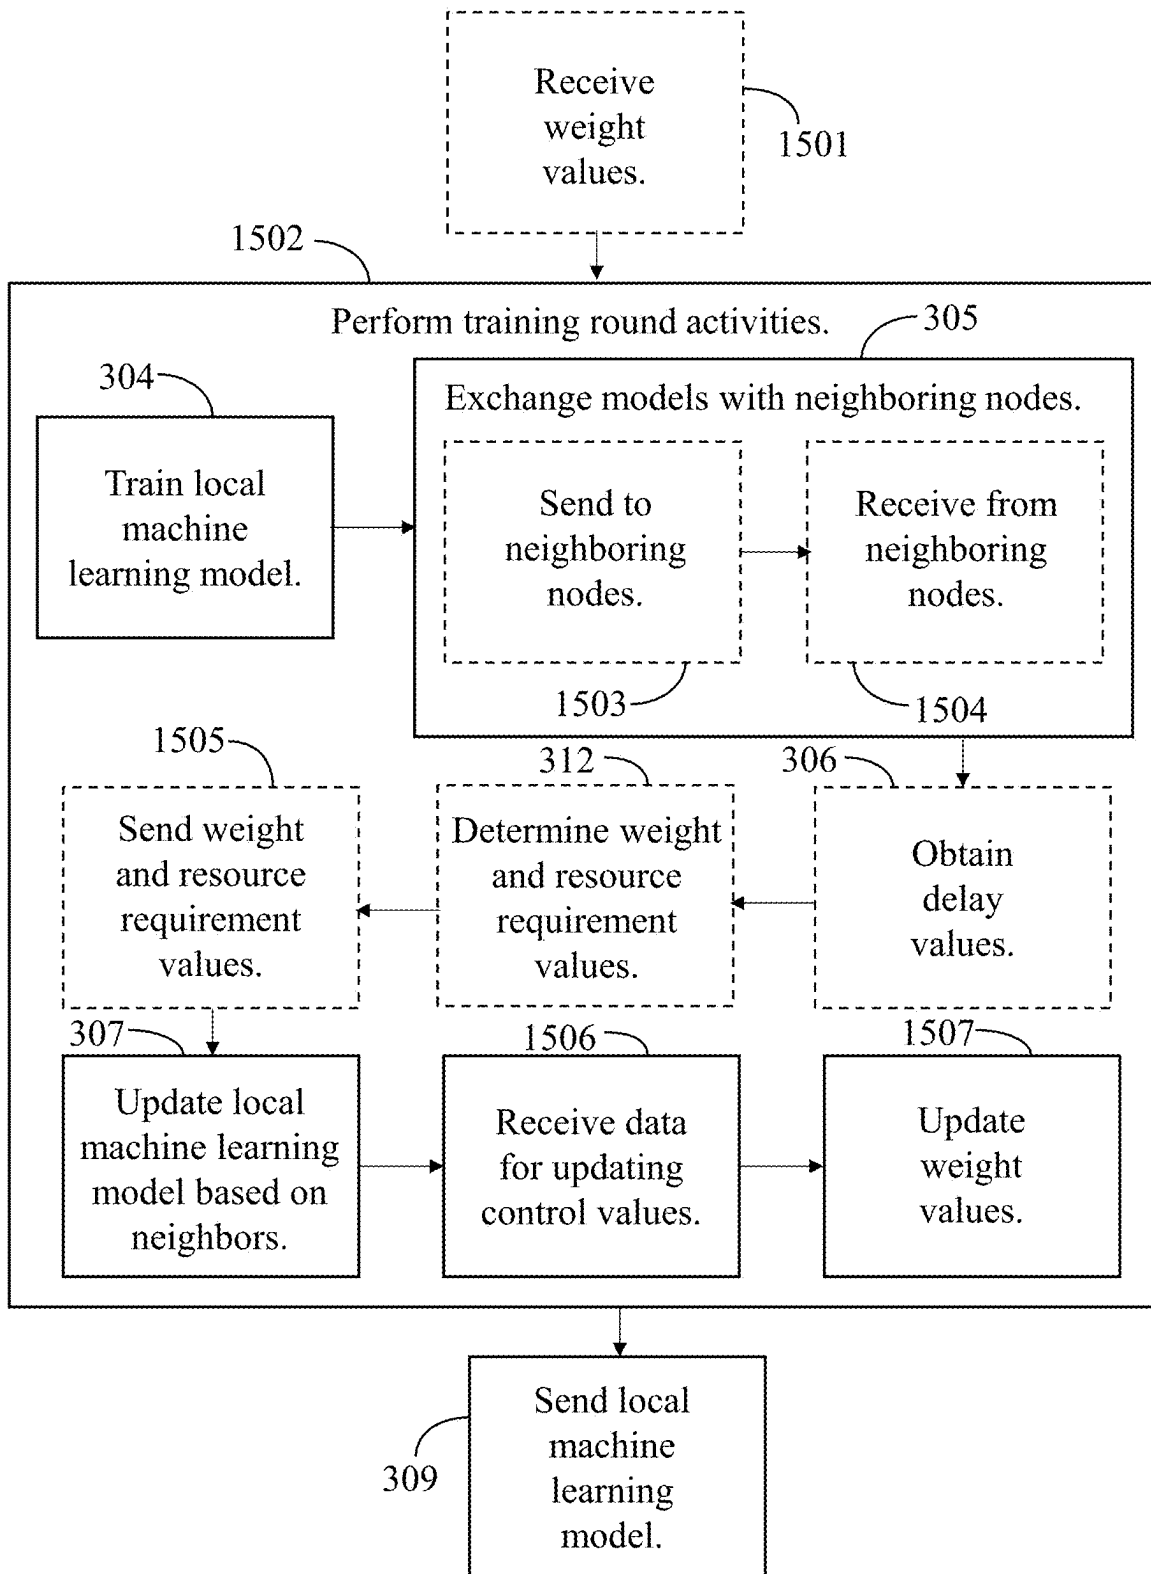 Receive
weight
values.
1501
1502
Perform training round activities.
305
304
Exchange models with neighboring nodes.
Train local
machine
learning model.
Send to
neighboring
nodes.
Receive from
neighboring
nodes.
1503
1504
1505
312
306
Send weight
and resource
requirement
values.
Determine weight
and resource
requirement
values.
Obtain
delay
values.
307
1506
1507
Update local
machine learning
model based on
neighbors.
Receive data
for updating
control values.
Update
weight
values.
Send local
machine
learning
model.
309